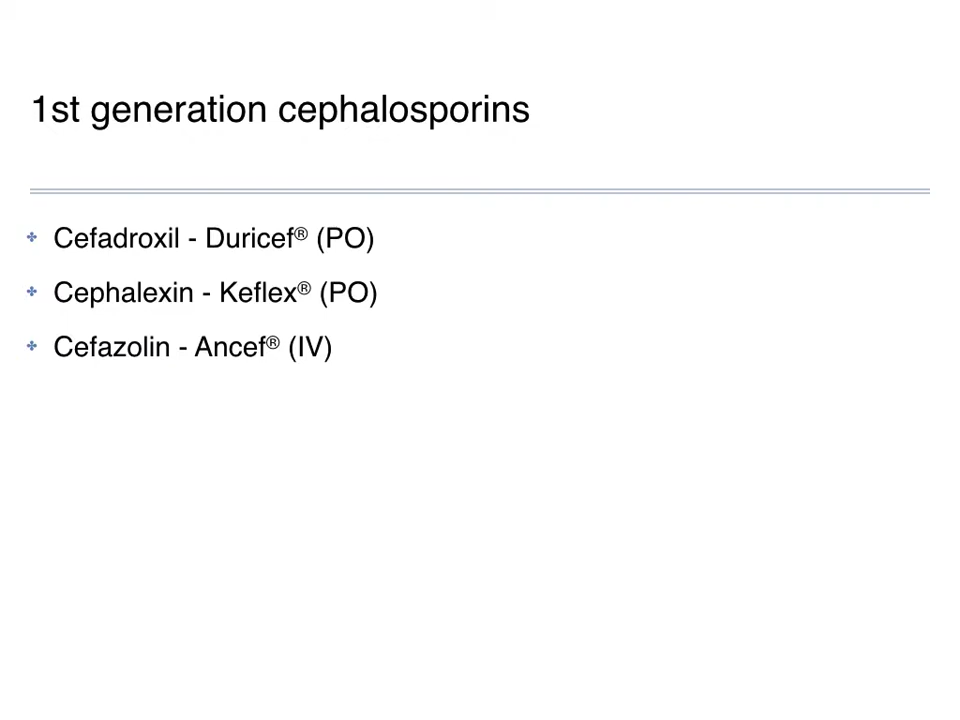 1st generation cephalosporins
Cefadroxil - Duricef® (PO)
Cephalexin - Keflex® (PO)
Cefazolin - Ancef® (IV)